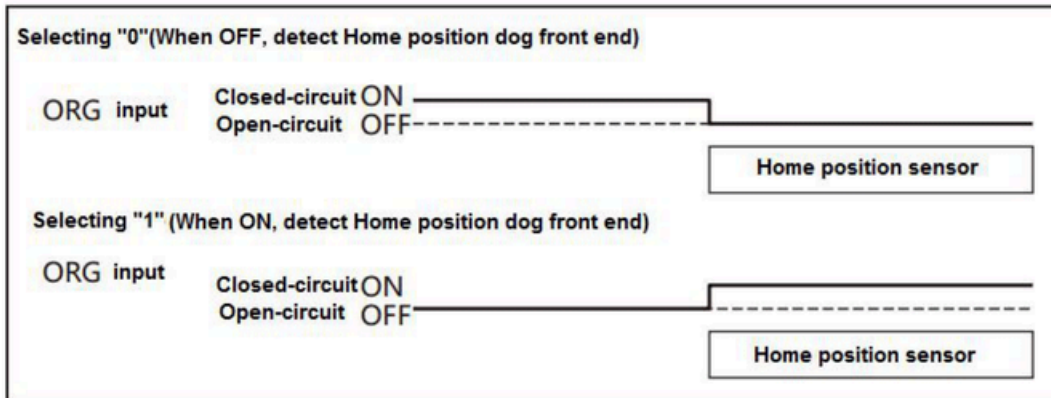 Selecting "0"(When OFF, detect Home position dog front end)
ORG input
Closed-circuit ON
Open-circuit OFF
Home position sensor
Selecting "1" (When ON, detect Home position dog front end)
ORG input
Closed-circuit ON
Open-circuit OFF
Home position sensor